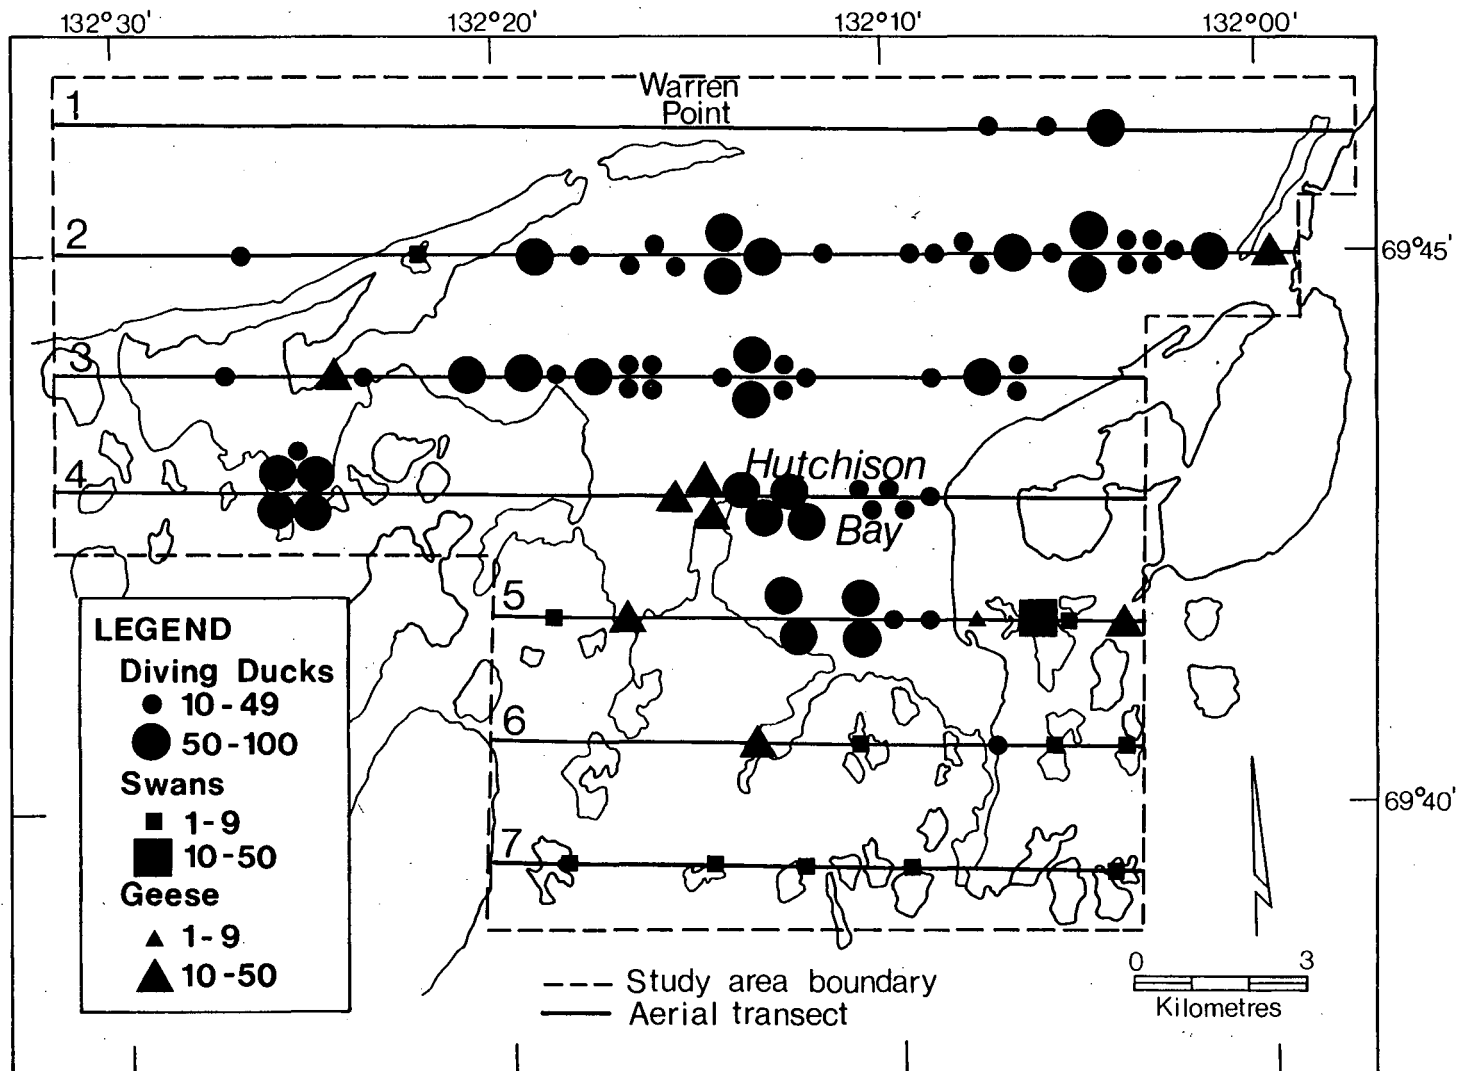 132°30' 132°20' 132°10' 132°00'
Warren
Point
1
2
69°45'
3
4
Hutchison
Bay
5
6
7
69°40'
LEGEND
Diving Ducks
10-49
50-100
Swans
1-9
10-50
Geese
1-9
10-50
Study area boundary
Aerial transect
0 3
Kilometres